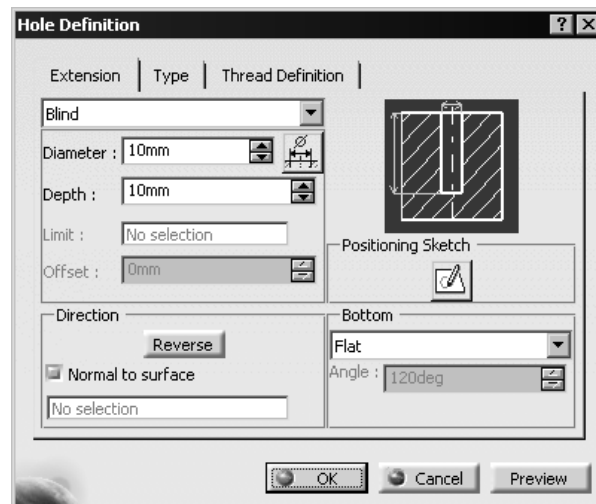 Hole Definition
? X
Extension | Type | Thread Definition |
Blind
Diameter : 10mm
Depth : 10mm
Limit : No selection
Offset : 0mm
Positioning Sketch
Direction
Reverse
Normal to surface
No selection
Bottom
Flat
Angle : 120deg
OK Cancel Preview